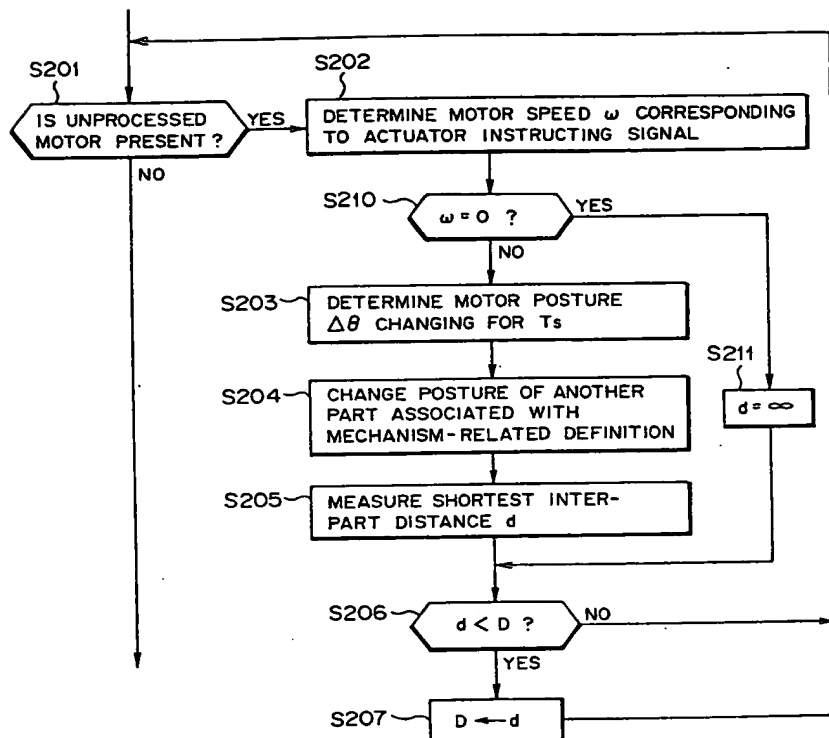 S201
IS UNPROCESSED
MOTOR PRESENT ?
YES
NO
S202
DETERMINE MOTOR SPEED ω CORRESPONDING
TO ACTUATOR INSTRUCTING SIGNAL
S210
ω = 0 ?
YES
NO
S203
DETERMINE MOTOR POSTURE
Δθ CHANGING FOR Ts
S211
d = ∞
S204
CHANGE POSTURE OF ANOTHER
PART ASSOCIATED WITH
MECHANISM-RELATED DEFINITION
S205
MEASURE SHORTEST INTER-
PART DISTANCE d
S206
d < D ?
NO
YES
S207
D ← d